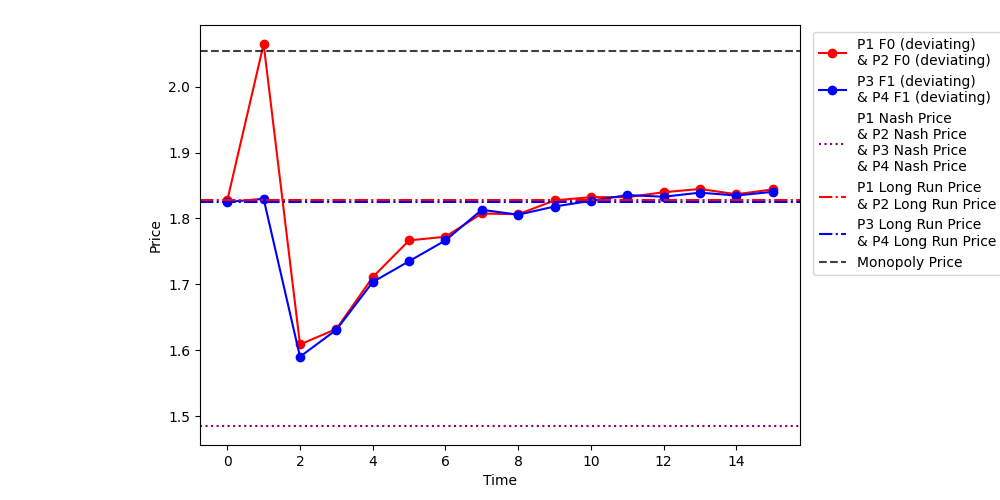 2.0
1.9
1.8
1.7
1.6
1.5
Price
0 2 4 6 8 10 12 14
Time
P1 F0 (deviating)
& P2 F0 (deviating)
P3 F1 (deviating)
& P4 F1 (deviating)
P1 Nash Price
& P2 Nash Price
& P3 Nash Price
& P4 Nash Price
P1 Long Run Price
& P2 Long Run Price
P3 Long Run Price
& P4 Long Run Price
Monopoly Price